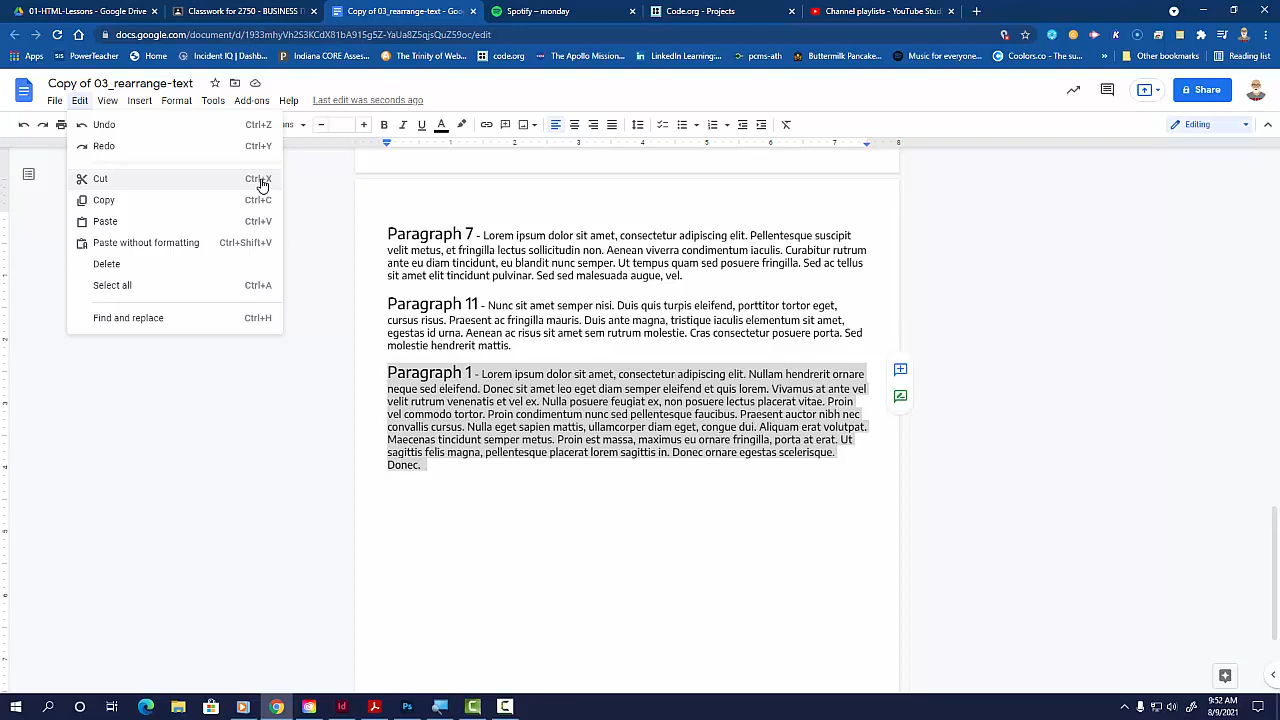 01-HTML-Lessons - Google Drive
Classwork for 2750 - BUSINESS
Copy of 03_rearrange-text - Goo
Spotify – monday
Code.org - Projects
Channel playlists - YouTube Stud
docs.google.com/document/d/1933mhyVh2S3KCdX81bA915g5Z-YaUa8Z5qjsQuZ59oc/edit
Apps
PowerTeacher
Home
Incident IQ | Dashb...
Indiana CORE Asses...
The Trinity of Web...
LinkedIn Learning:...
code.org
The Apollo Mission...
Buttermilk Pancake...
pcms-ath
Music for everyone...
Coolors.co - The su...
Other bookmarks
Reading list
Copy of 03_rearrange-text
File Edit View Insert Format Tools Add-ons Help Last edit was seconds ago
Share
Editing
Undo Ctrl+Z
Redo Ctrl+Y
Cut Ctrl+X
Copy Ctrl+C
Paste Ctrl+V
Paste without formatting Ctrl+Shift+V
Delete
Select all Ctrl+A
Find and replace Ctrl+H
1 2 3 4 5 6 7 8
Paragraph 7 - Lorem ipsum dolor sit amet, consectetur adipiscing elit. Pellentesque suscipit
velit metus, et fringilla lectus sollicitudin non. Aenean viverra condimentum iaculis. Curabitur rutrum
ante eu diam tincidunt, eu blandit nunc semper. Ut tempus quam sed posuere fringilla. Sed ac tellus
sit amet elit tincidunt pulvinar. Sed sed malesuada augue, vel.
Paragraph 11 - Nunc sit amet semper nisi. Duis quis turpis eleifend, porttitor tortor eget,
cursus risus. Praesent ac fringilla mauris. Duis ante magna, tristique iaculis elementum sit amet,
egestas id urna. Aenean ac risus sit amet sem rutrum molestie. Cras consectetur posuere porta. Sed
molestie hendrerit mattis.
Paragraph 1 - Lorem ipsum dolor sit amet, consectetur adipiscing elit. Nullam hendrerit ornare
neque sed eleifend. Donec sit amet leo eget diam semper eleifend et quis lorem. Vivamus at ante vel
velit rutrum venenatis et vel ex. Nulla posuere feugiat ex, non posuere lectus placerat vitae. Proin
vel commodo tortor. Proin condimentum nunc sed pellentesque faucibus. Praesent auctor nibh nec
convallis cursus. Nulla eget sapien mattis, ullamcorper diam eget, congue dui. Aliquam erat volutpat.
Maecenas tincidunt semper metus. Proin est massa, maximus eu ornare fringilla, porta at erat. Ut
sagittis felis magna, pellentesque placerat lorem sagittis in. Donec ornare egestas scelerisque.
Donec.
9:52 AM
8/9/2021